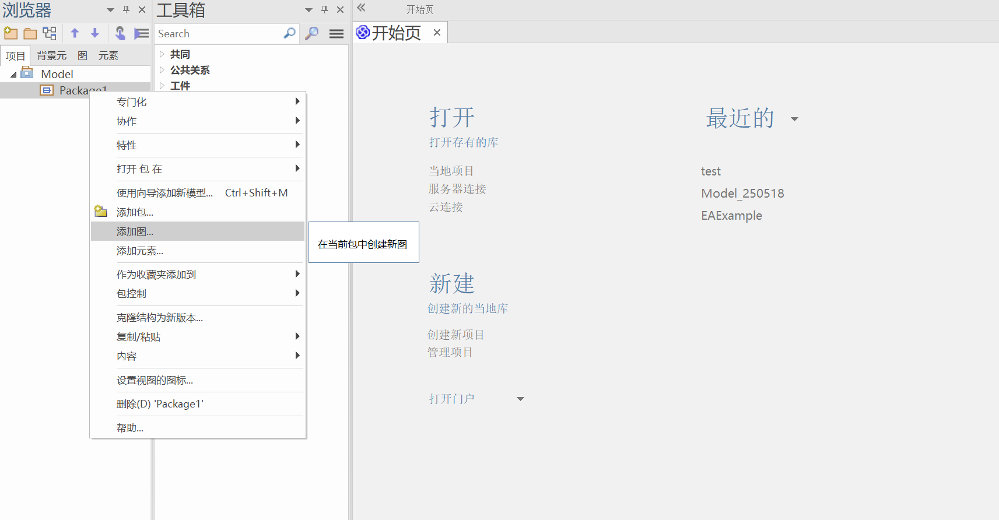 浏览器
项目 背景元 图 元素
Model
Package1
专门化
协作
特性
打开 包 在
使用向导添加新模型... Ctrl+Shift+M
添加包...
添加图...
添加元素...
作为收藏夹添加到
包控制
克隆结构为新版本...
复制/粘贴
内容
设置视图的图标...
删除(D) 'Package1'
帮助...
在当前包中创建新图
工具箱
Search
共同
公共关系
工件
开始页
开始页
打开
打开存有的库
当地项目
服务器连接
云连接
新建
创建新的当地库
创建新项目
管理项目
打开门户
最近的
test
Model_250518
EAExample